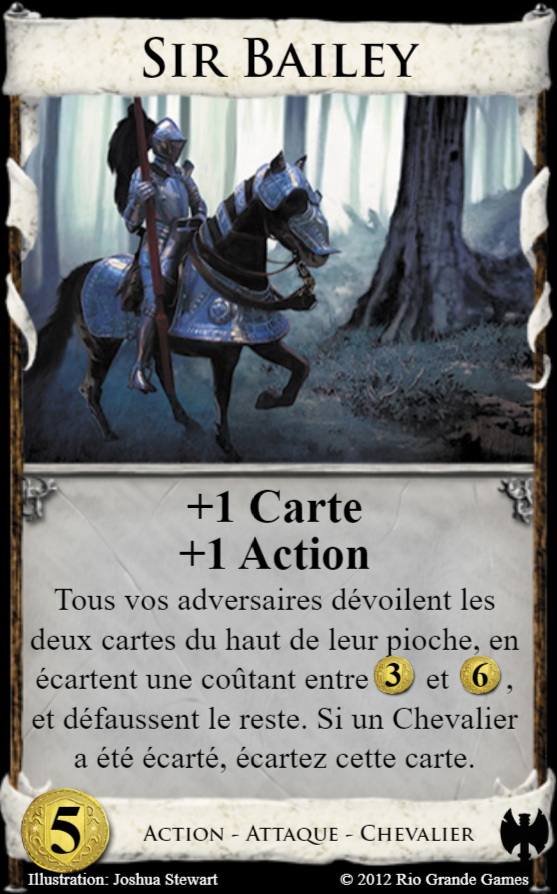 SIR BAILEY
+1 Carte
+1 Action
Tous vos adversaires dévoilent les
deux cartes du haut de leur pioche, en
écartent une coûtant entre 3 et 6 ,
et défaussent le reste. Si un Chevalier
a été écarté, écartez cette carte.
5 ACTION - ATTAQUE - CHEVALIER
Illustration: Joshua Stewart © 2012 Rio Grande Games